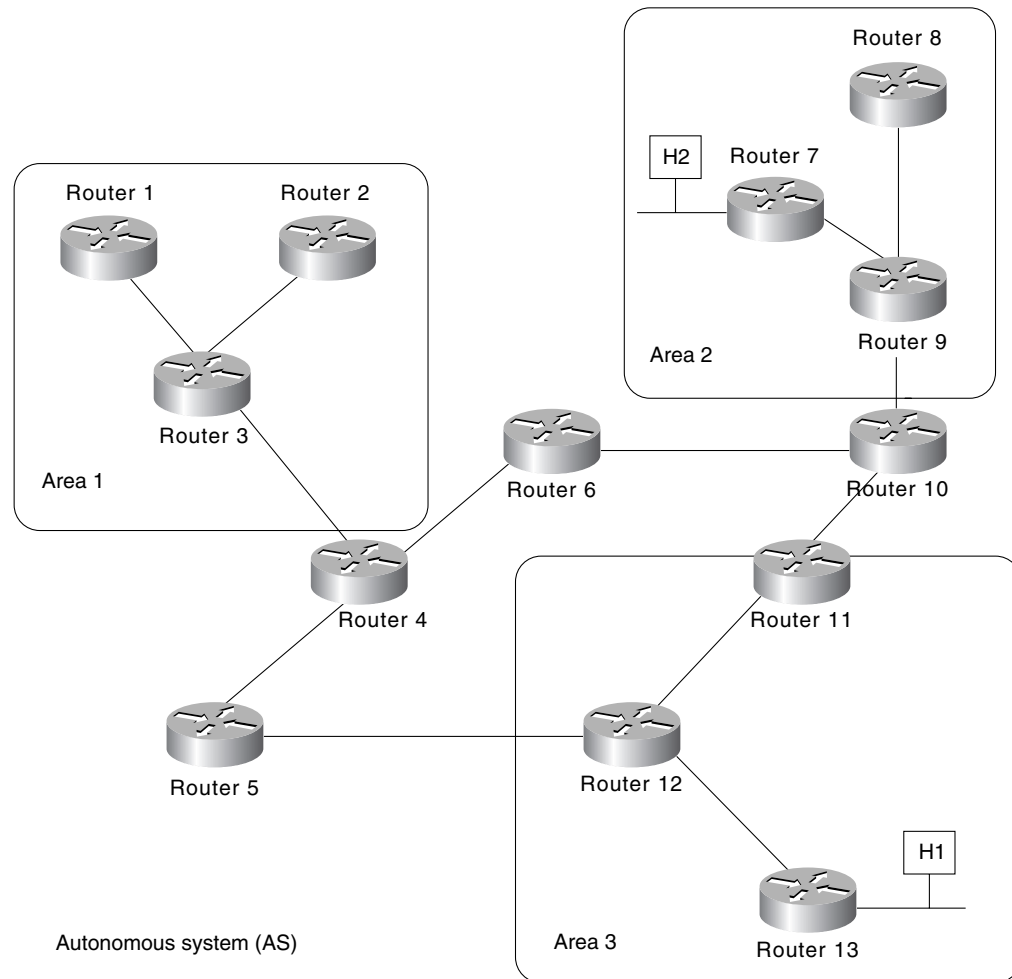 Router 8
H2
Router 7
Router 1
Router 2
Router 9
Area 2
Router 3
Area 1
Router 6
Router 10
Router 4
Router 11
Router 5
Router 12
H1
Autonomous system (AS)
Area 3
Router 13